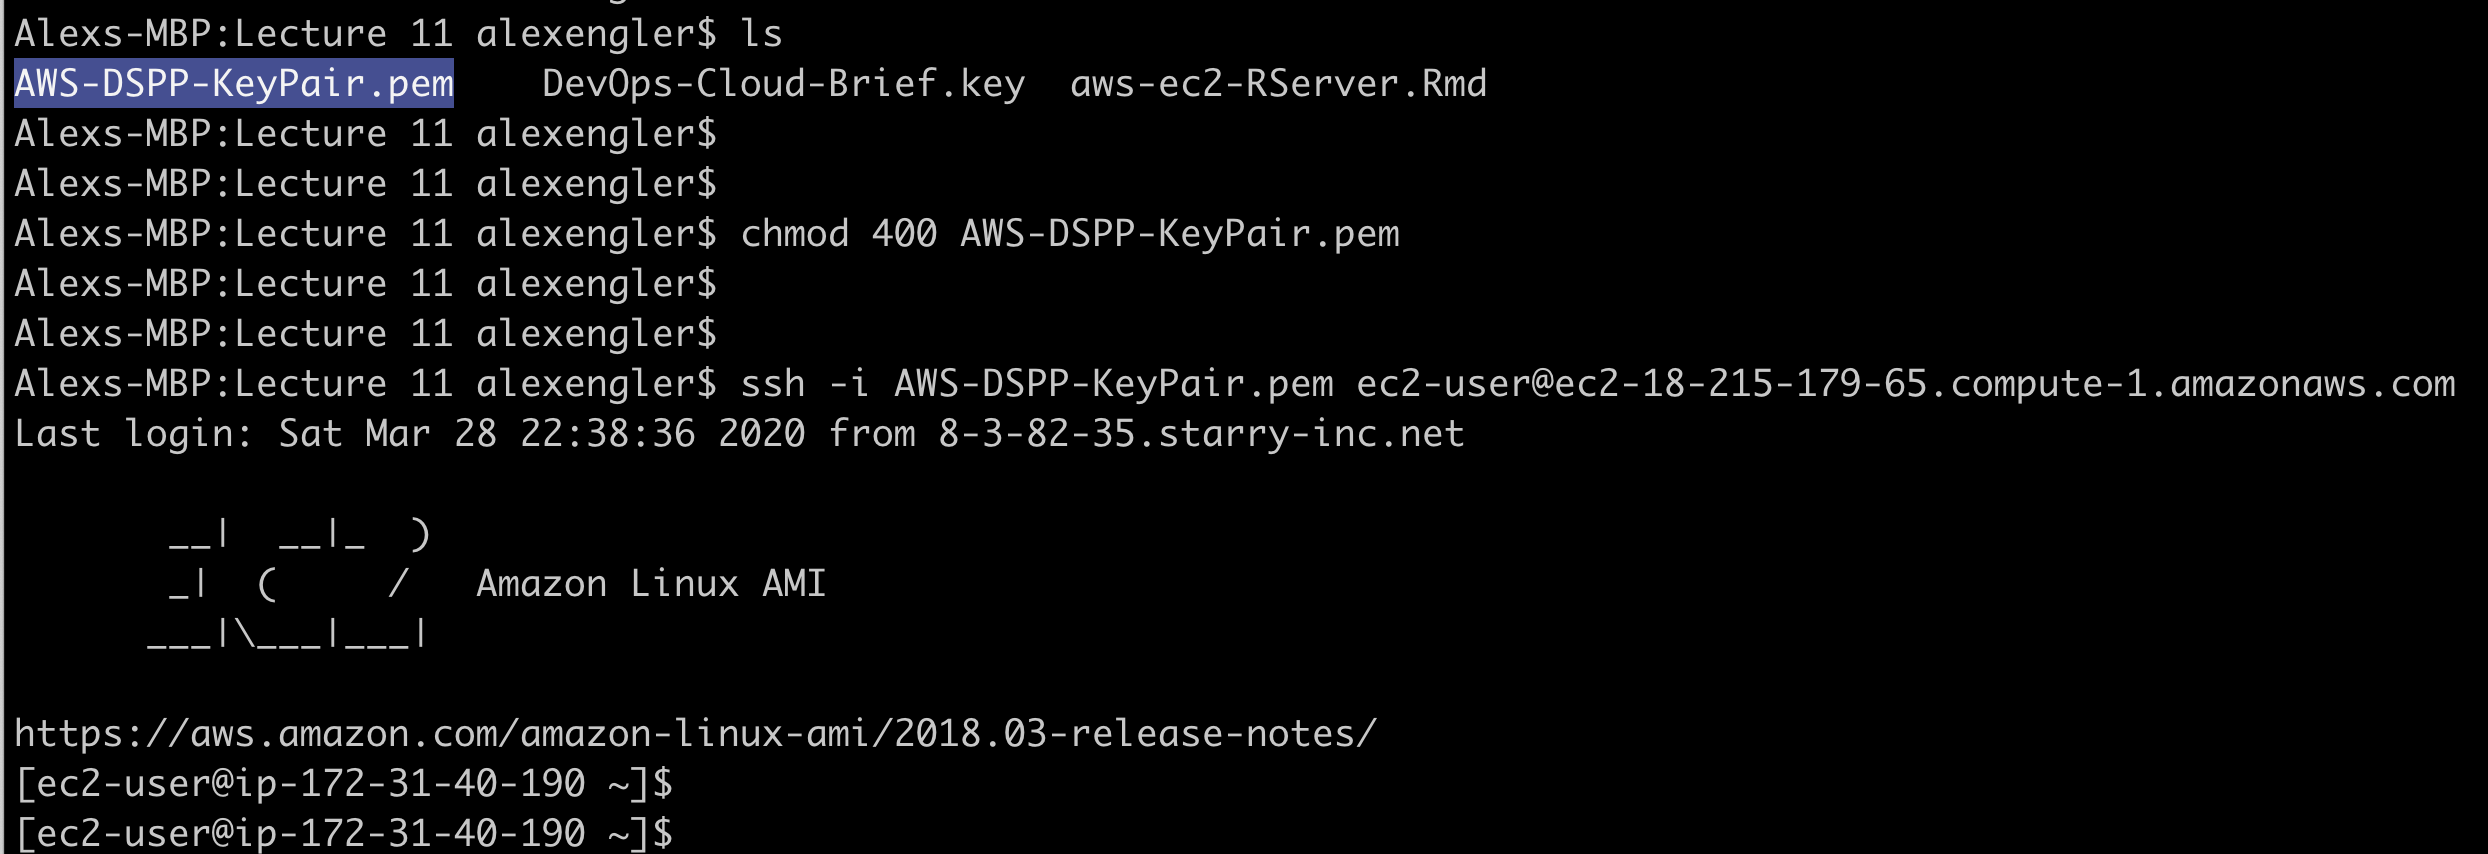 Alexs-MBP:Lecture 11 alexengler$ ls
AWS-DSPP-KeyPair.pem    DevOps-Cloud-Brief.key  aws-ec2-RServer.Rmd
Alexs-MBP:Lecture 11 alexengler$
Alexs-MBP:Lecture 11 alexengler$
Alexs-MBP:Lecture 11 alexengler$ chmod 400 AWS-DSPP-KeyPair.pem
Alexs-MBP:Lecture 11 alexengler$
Alexs-MBP:Lecture 11 alexengler$
Alexs-MBP:Lecture 11 alexengler$ ssh -i AWS-DSPP-KeyPair.pem ec2-user@ec2-18-215-179-65.compute-1.amazonaws.com
Last login: Sat Mar 28 22:38:36 2020 from 8-3-82-35.starry-inc.net

       __|  __|_  )
       _|  (     /   Amazon Linux AMI
      ___|\___|___|

https://aws.amazon.com/amazon-linux-ami/2018.03-release-notes/
[ec2-user@ip-172-31-40-190 ~]$
[ec2-user@ip-172-31-40-190 ~]$